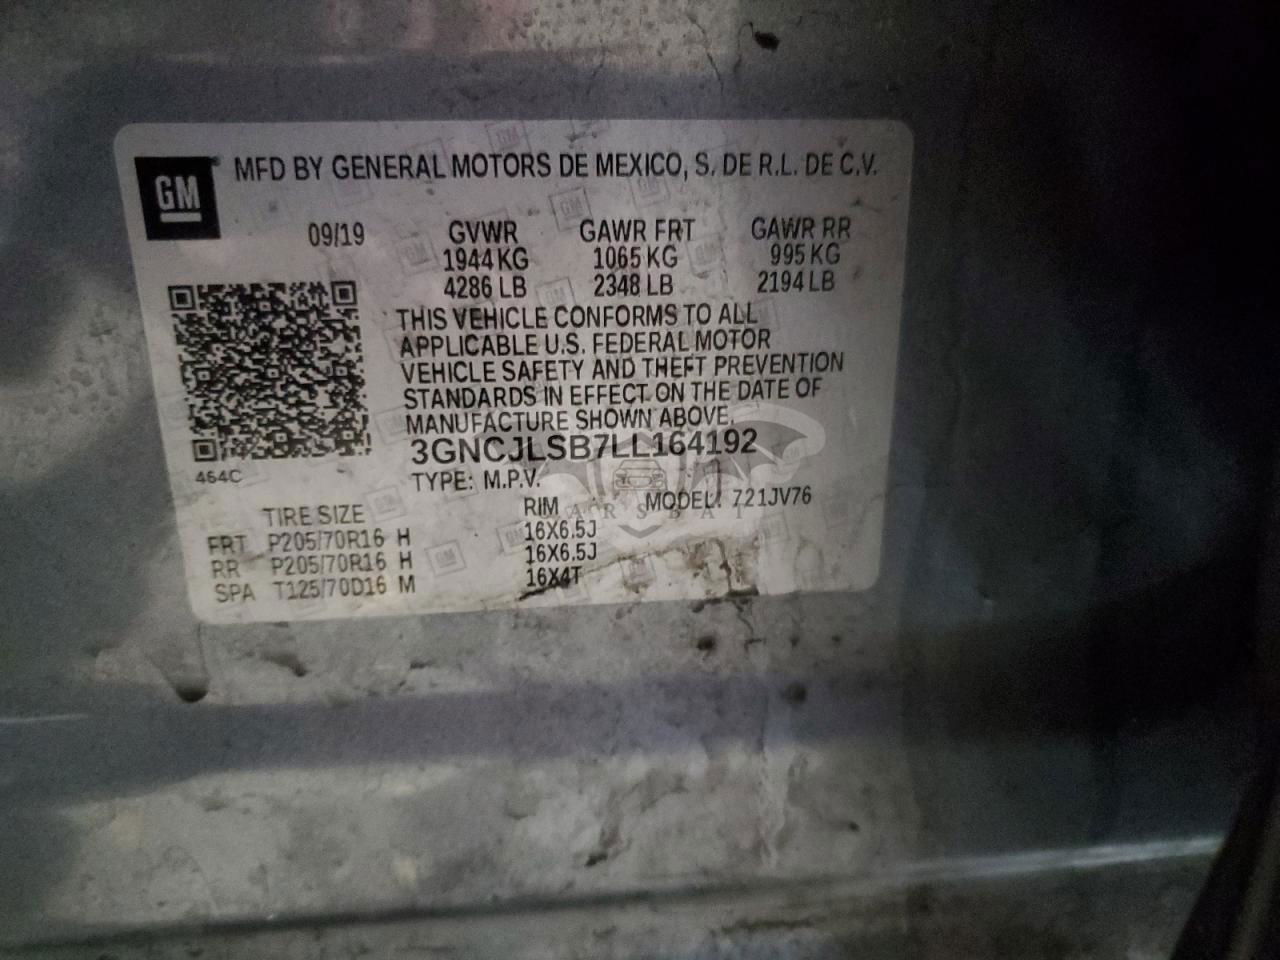 GM
MFD BY GENERAL MOTORS DE MEXICO, S. DE R.L. DE C.V.
09/19 GVWR GAWR FRT GAWR RR
1944 KG 1065 KG 995 KG
4286 LB 2348 LB 2194 LB
THIS VEHICLE CONFORMS TO ALL
APPLICABLE U.S. FEDERAL MOTOR
VEHICLE SAFETY AND THEFT PREVENTION
STANDARDS IN EFFECT ON THE DATE OF
MANUFACTURE SHOWN ABOVE.
3GNCJLSB7LL164192
464C
TYPE: M.P.V. MODEL: 721JV76
TIRE SIZE RIM
FRT P205/70R16 H 16X6.5J
RR P205/70R16 H 16X6.5J
SPA T125/70D16 M 16X4T